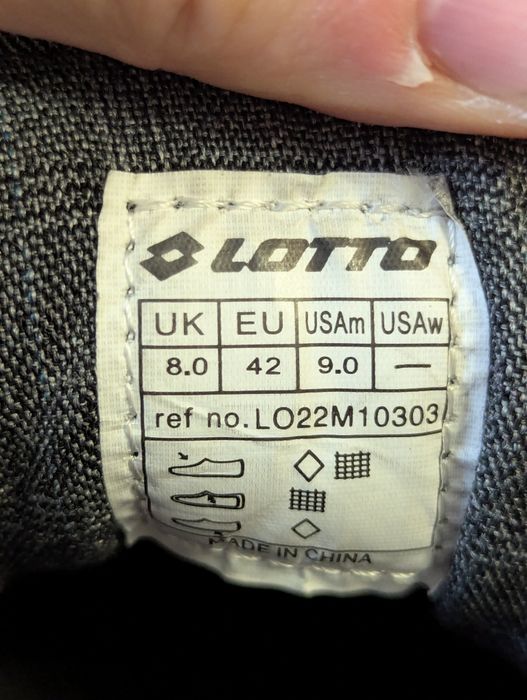 LOTTO
UK EU USAm USAw
8.0 42 9.0 —
ref no.LO22M10303
MADE IN CHINA